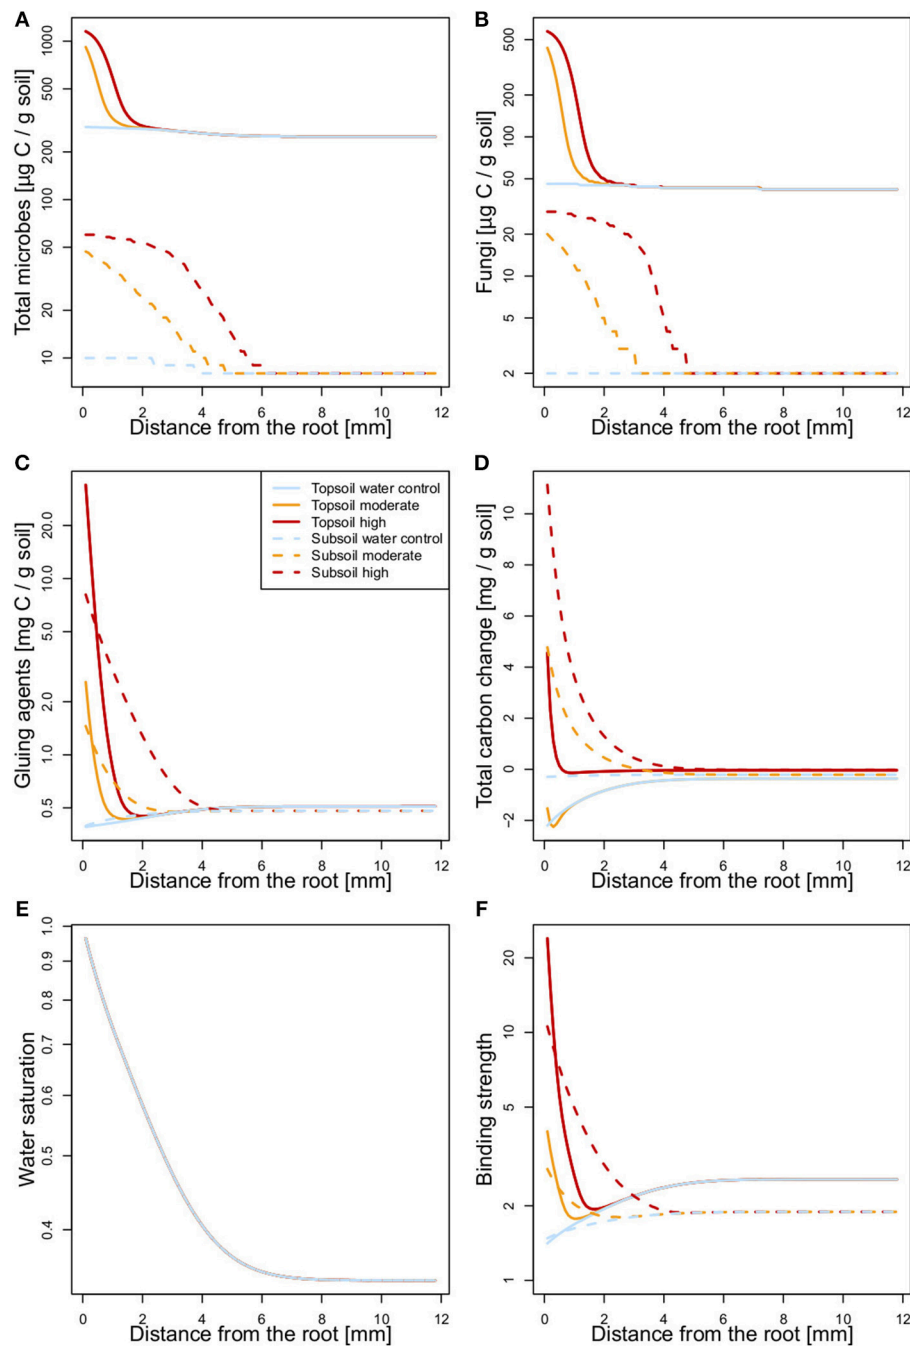 A
Total microbes [µg C / g soil]
1000
500
200
100
50
20
10
0 2 4 6 8 10 12
Distance from the root [mm]
B
Fungi [µg C / g soil]
500
200
100
50
20
10
5
2
0 2 4 6 8 10 12
Distance from the root [mm]
C
Gluing agents [mg C / g soil]
20.0
10.0
5.0
2.0
1.0
0.5
Topsoil water control
Topsoil moderate
Topsoil high
Subsoil water control
Subsoil moderate
Subsoil high
0 2 4 6 8 10 12
Distance from the root [mm]
D
Total carbon change [mg / g soil]
10
8
6
4
2
0
−2
0 2 4 6 8 10 12
Distance from the root [mm]
E
Water saturation
1.0
0.9
0.8
0.7
0.6
0.5
0.4
0 2 4 6 8 10 12
Distance from the root [mm]
F
Binding strength
20
10
5
2
1
0 2 4 6 8 10 12
Distance from the root [mm]